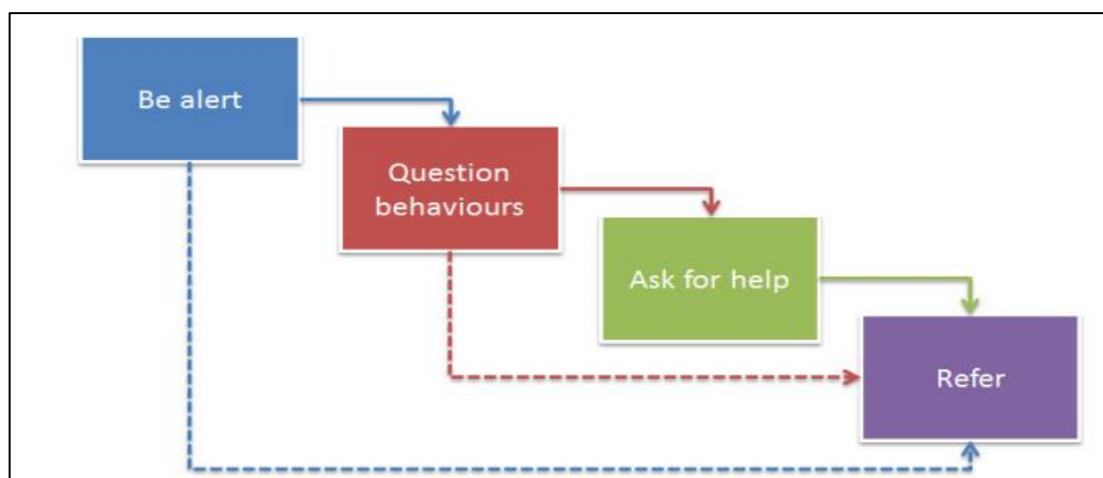 Be alert
Question
behaviours
Ask for help
Refer